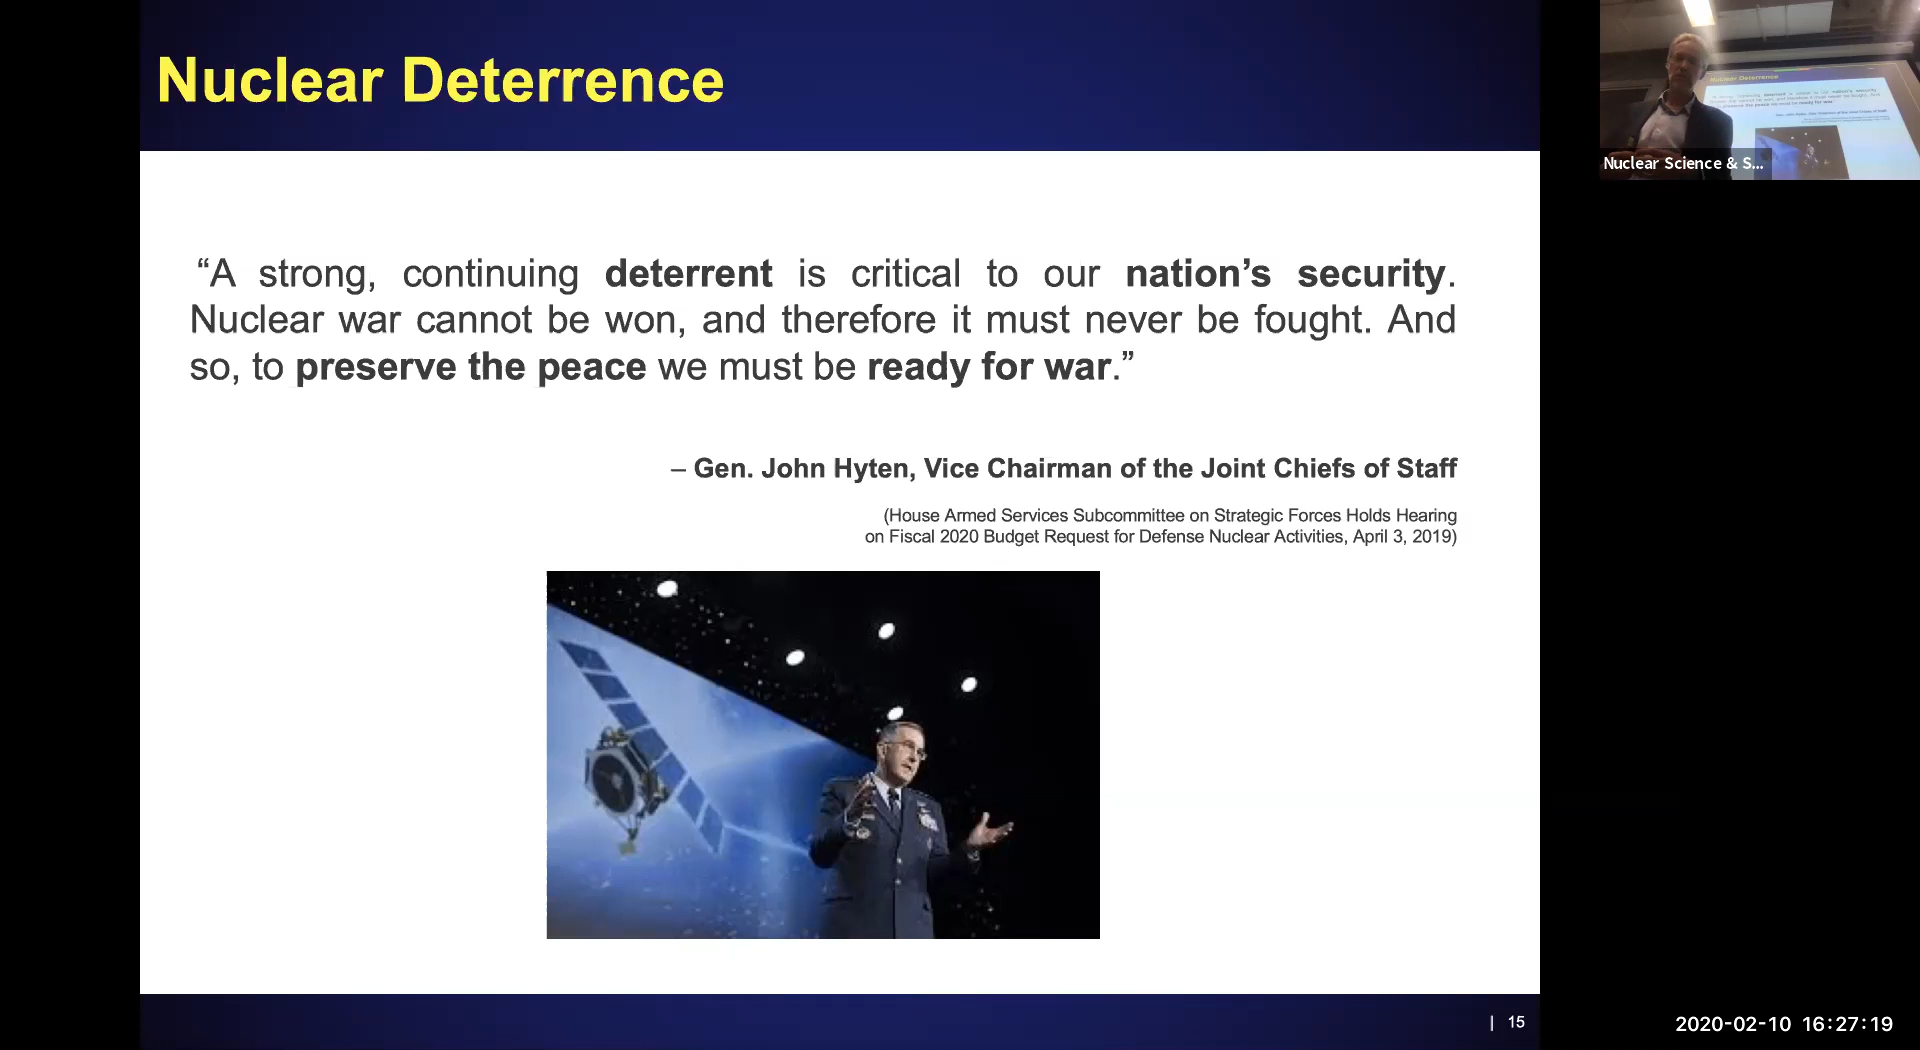 Nuclear Deterrence
“A strong, continuing deterrent is critical to our nation’s security.
Nuclear war cannot be won, and therefore it must never be fought. And
so, to preserve the peace we must be ready for war.”
– Gen. John Hyten, Vice Chairman of the Joint Chiefs of Staff
(House Armed Services Subcommittee on Strategic Forces Holds Hearing
on Fiscal 2020 Budget Request for Defense Nuclear Activities, April 3, 2019)
| 15
Nuclear Deterrence
Nuclear Science & S...
2020-02-10 16:27:19